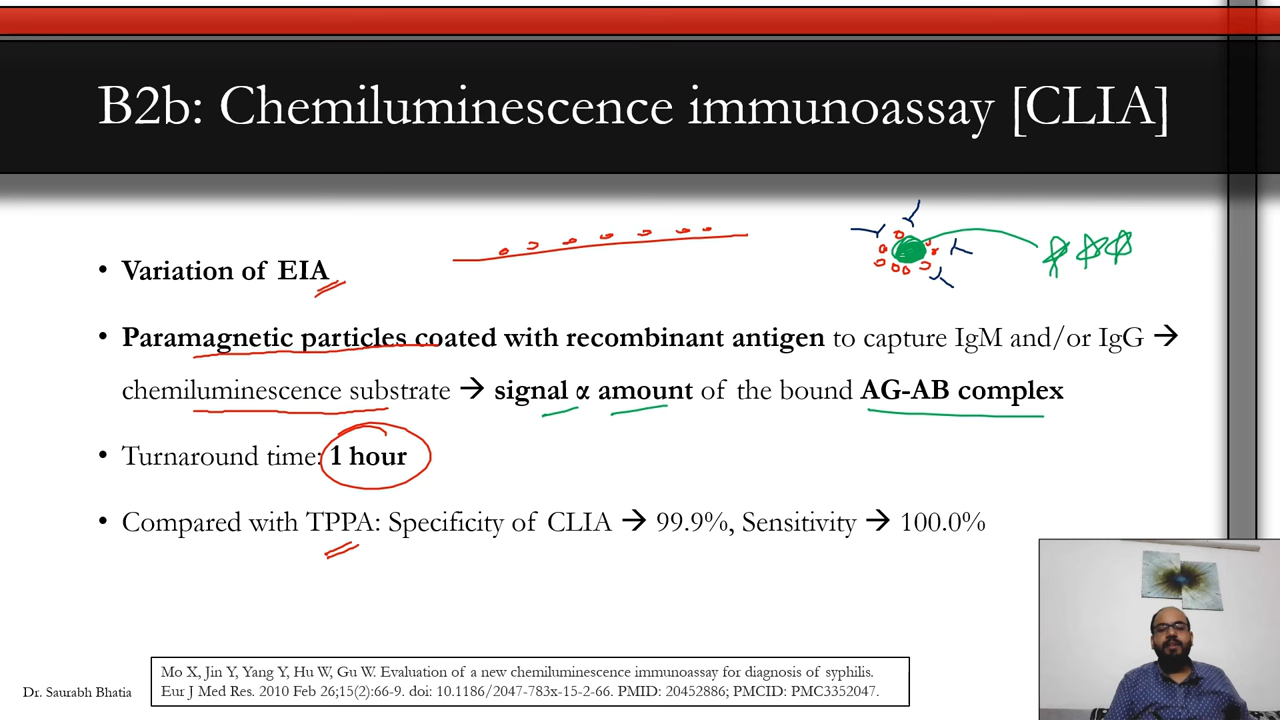 B2b: Chemiluminescence immunoassay [CLIA]
• Variation of EIA
• Paramagnetic particles coated with recombinant antigen to capture IgM and/or IgG →
chemiluminescence substrate → signal α amount of the bound AG-AB complex
• Turnaround time: 1 hour
• Compared with TPPA: Specificity of CLIA → 99.9%, Sensitivity → 100.0%
Mo X, Jin Y, Yang Y, Hu W, Gu W. Evaluation of a new chemiluminescence immunoassay for diagnosis of syphilis.
Eur J Med Res. 2010 Feb 26;15(2):66-9. doi: 10.1186/2047-783x-15-2-66. PMID: 20452886; PMCID: PMC3352047.
Dr. Saurabh Bhatia